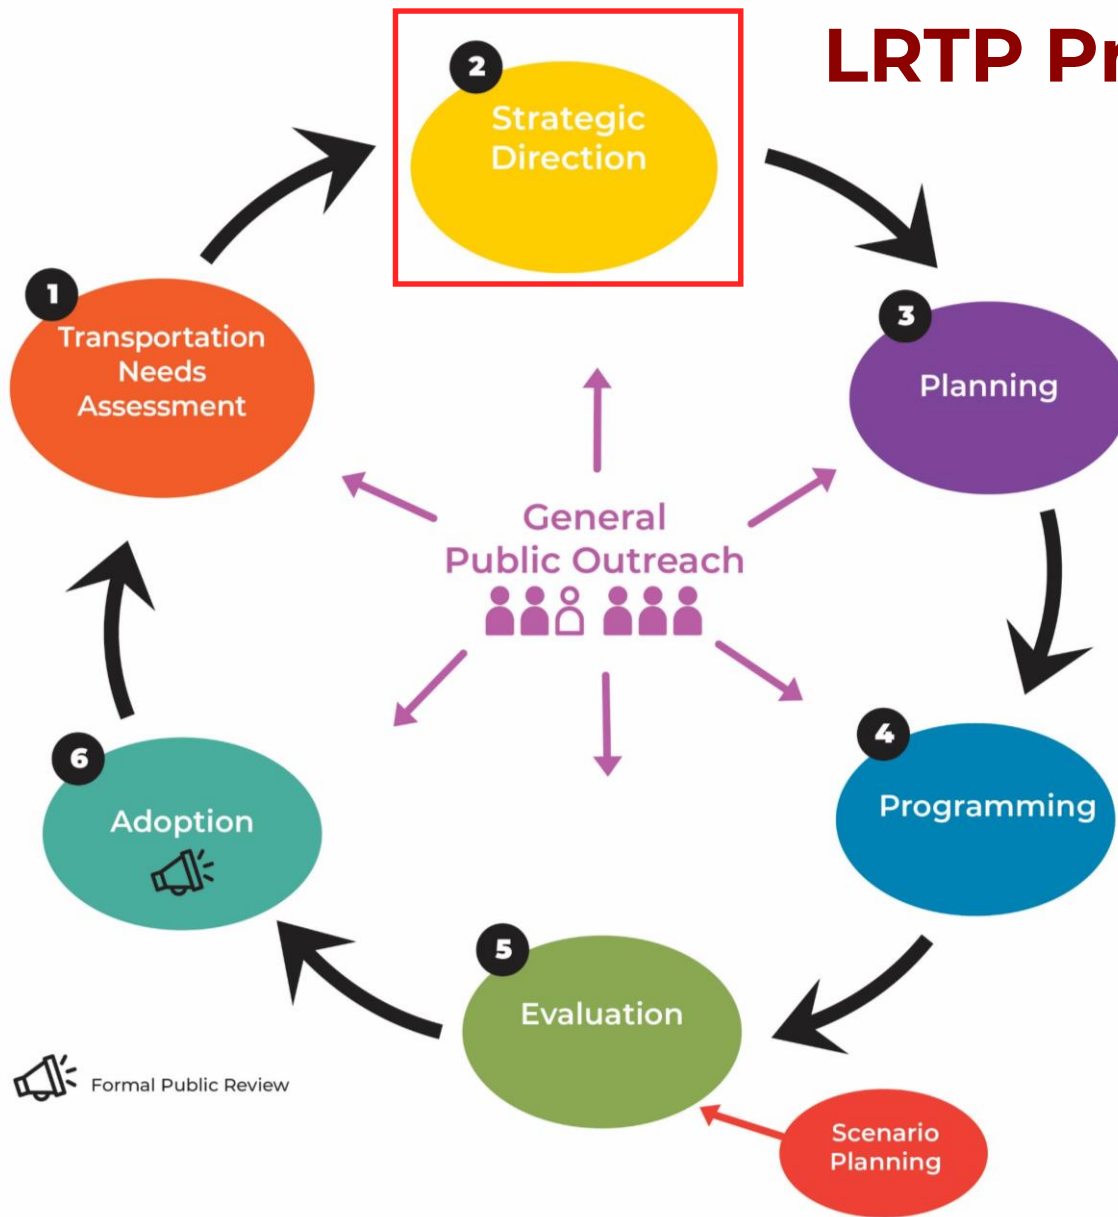 LRTP Pr
2
Strategic
Direction
1
Transportation
Needs
Assessment
3
Planning
General
Public Outreach
4
Programming
6
Adoption
5
Evaluation
Formal Public Review
Scenario
Planning